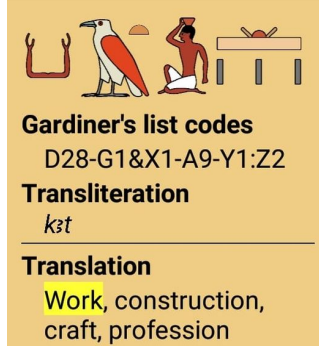 Gardiner's list codes
D28-G1&X1-A9-Y1:Z2
Transliteration
kꜣt
Translation
Work, construction,
craft, profession